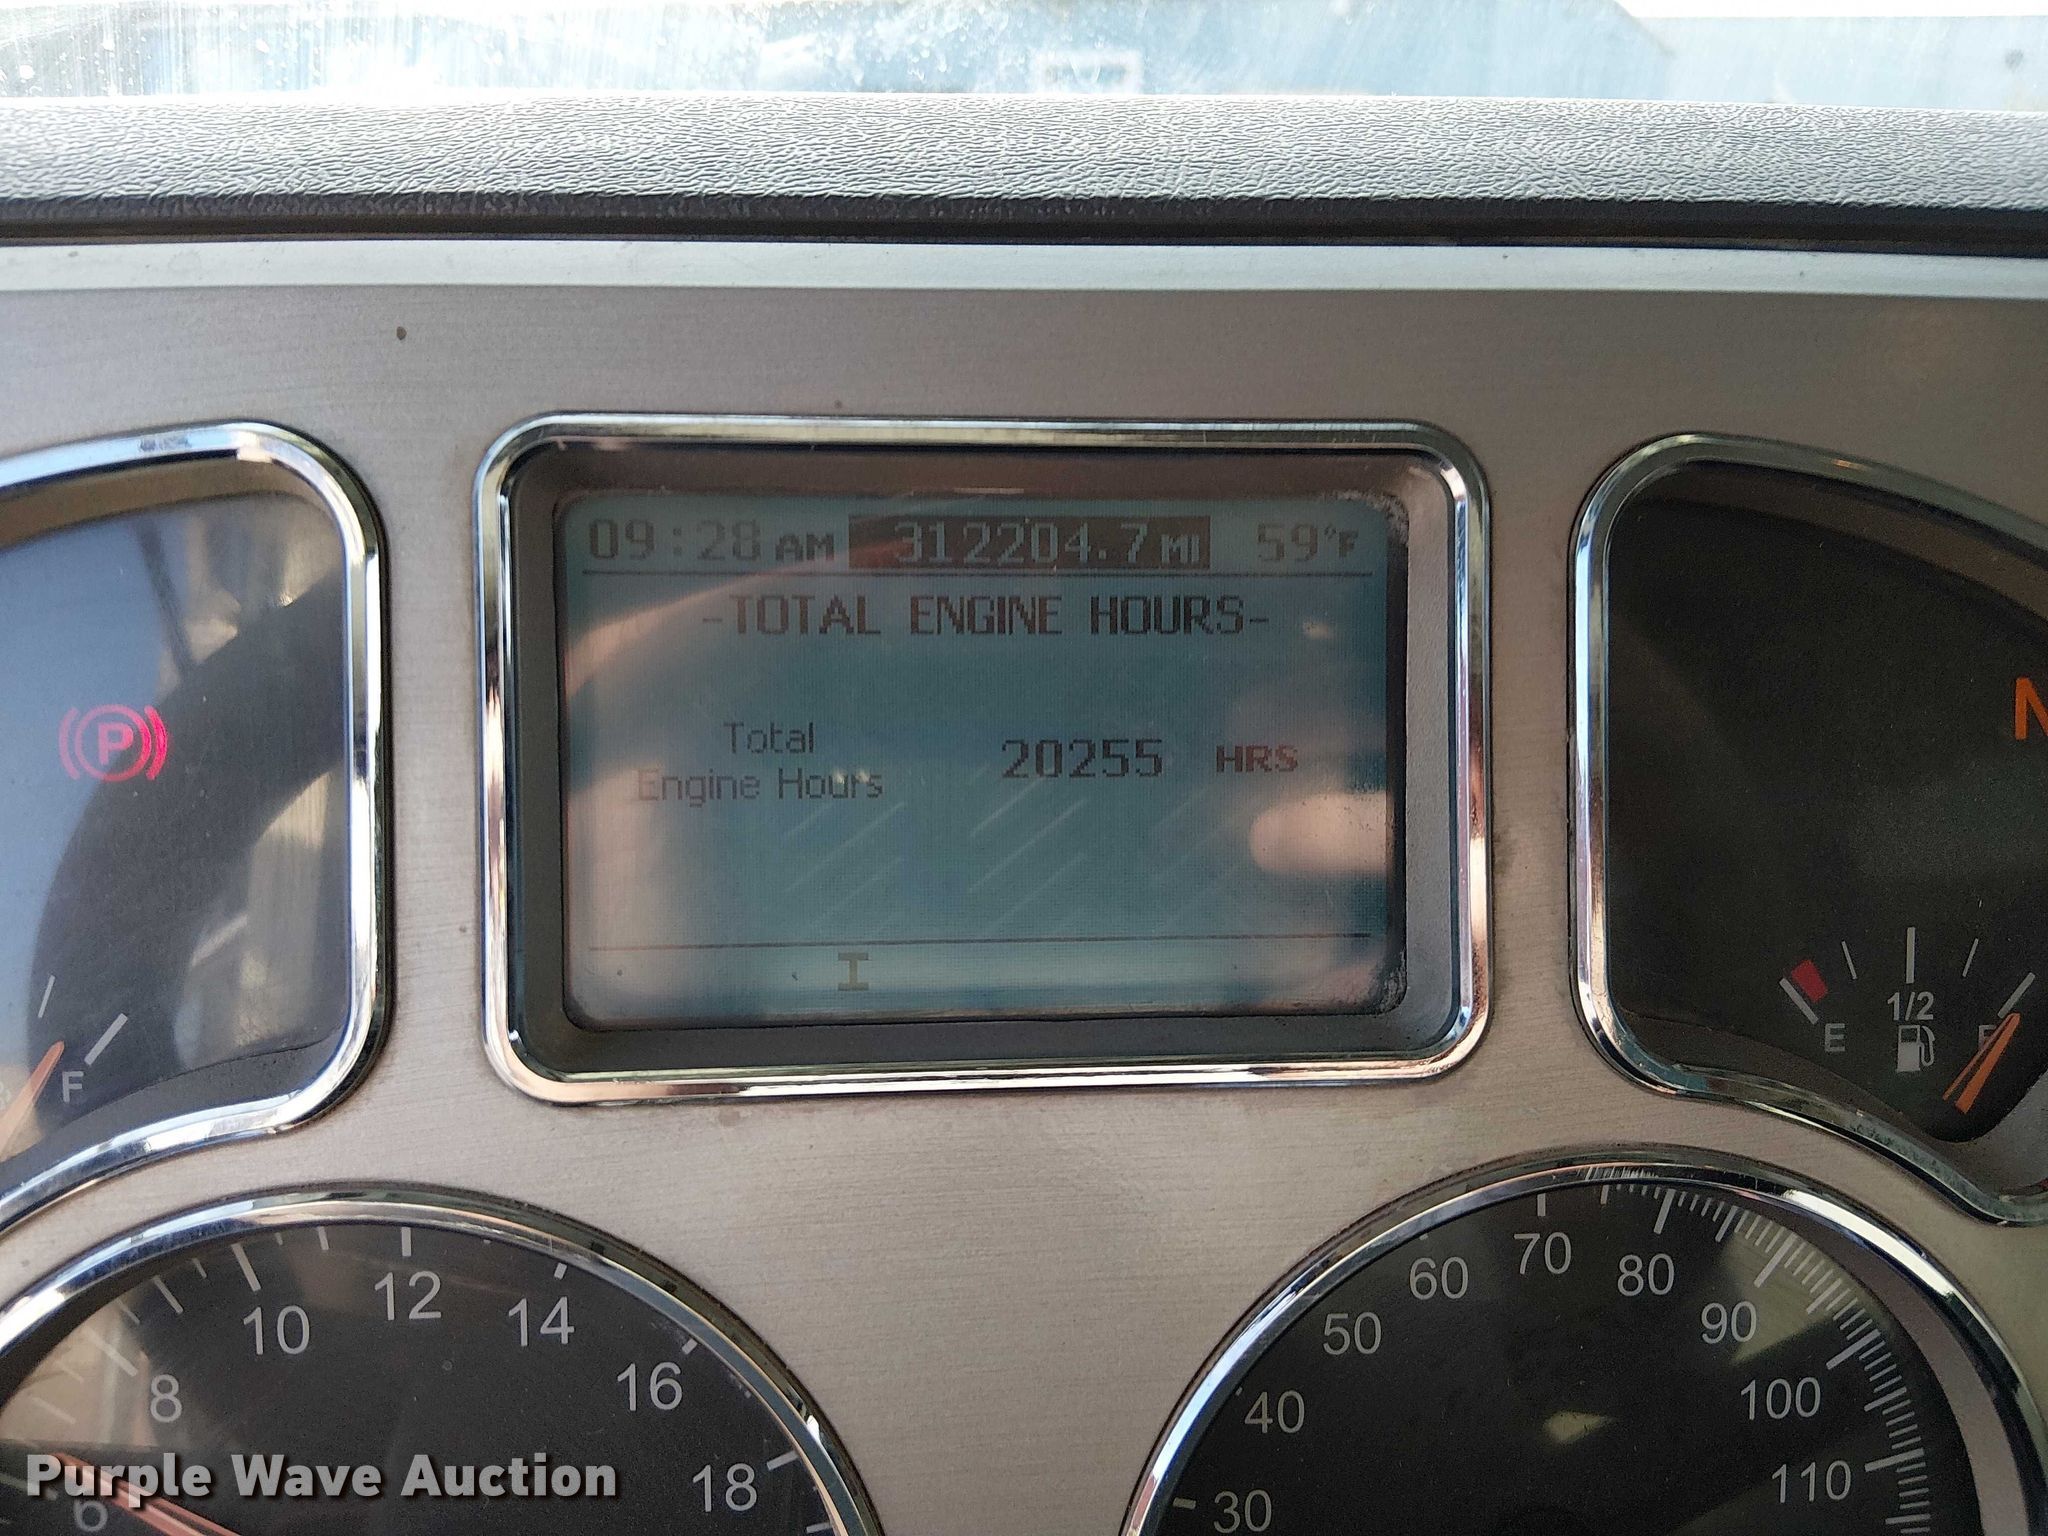 09:28 AM 312204.7 MI 59°F
-TOTAL ENGINE HOURS-
Total
Engine Hours
20255 HRS
I
P
F
N
E 1/2 F
6 8 10 12 14 16 18
30 40 50 60 70 80 90 100 110
Purple Wave Auction